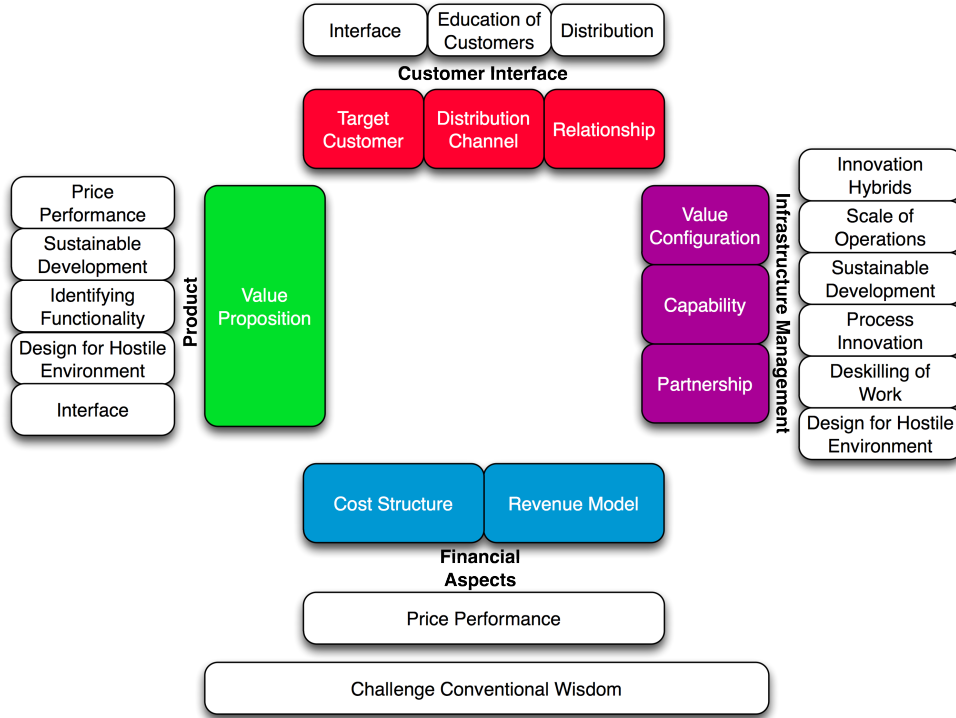 Interface
Education of
Customers
Distribution
Customer Interface
Target
Customer
Distribution
Channel
Relationship
Price
Performance
Sustainable
Development
Identifying
Functionality
Design for Hostile
Environment
Interface
Product
Value
Proposition
Value
Configuration
Capability
Partnership
Infrastructure Management
Innovation
Hybrids
Scale of
Operations
Sustainable
Development
Process
Innovation
Deskilling of
Work
Design for Hostile
Environment
Cost Structure
Revenue Model
Financial
Aspects
Price Performance
Challenge Conventional Wisdom